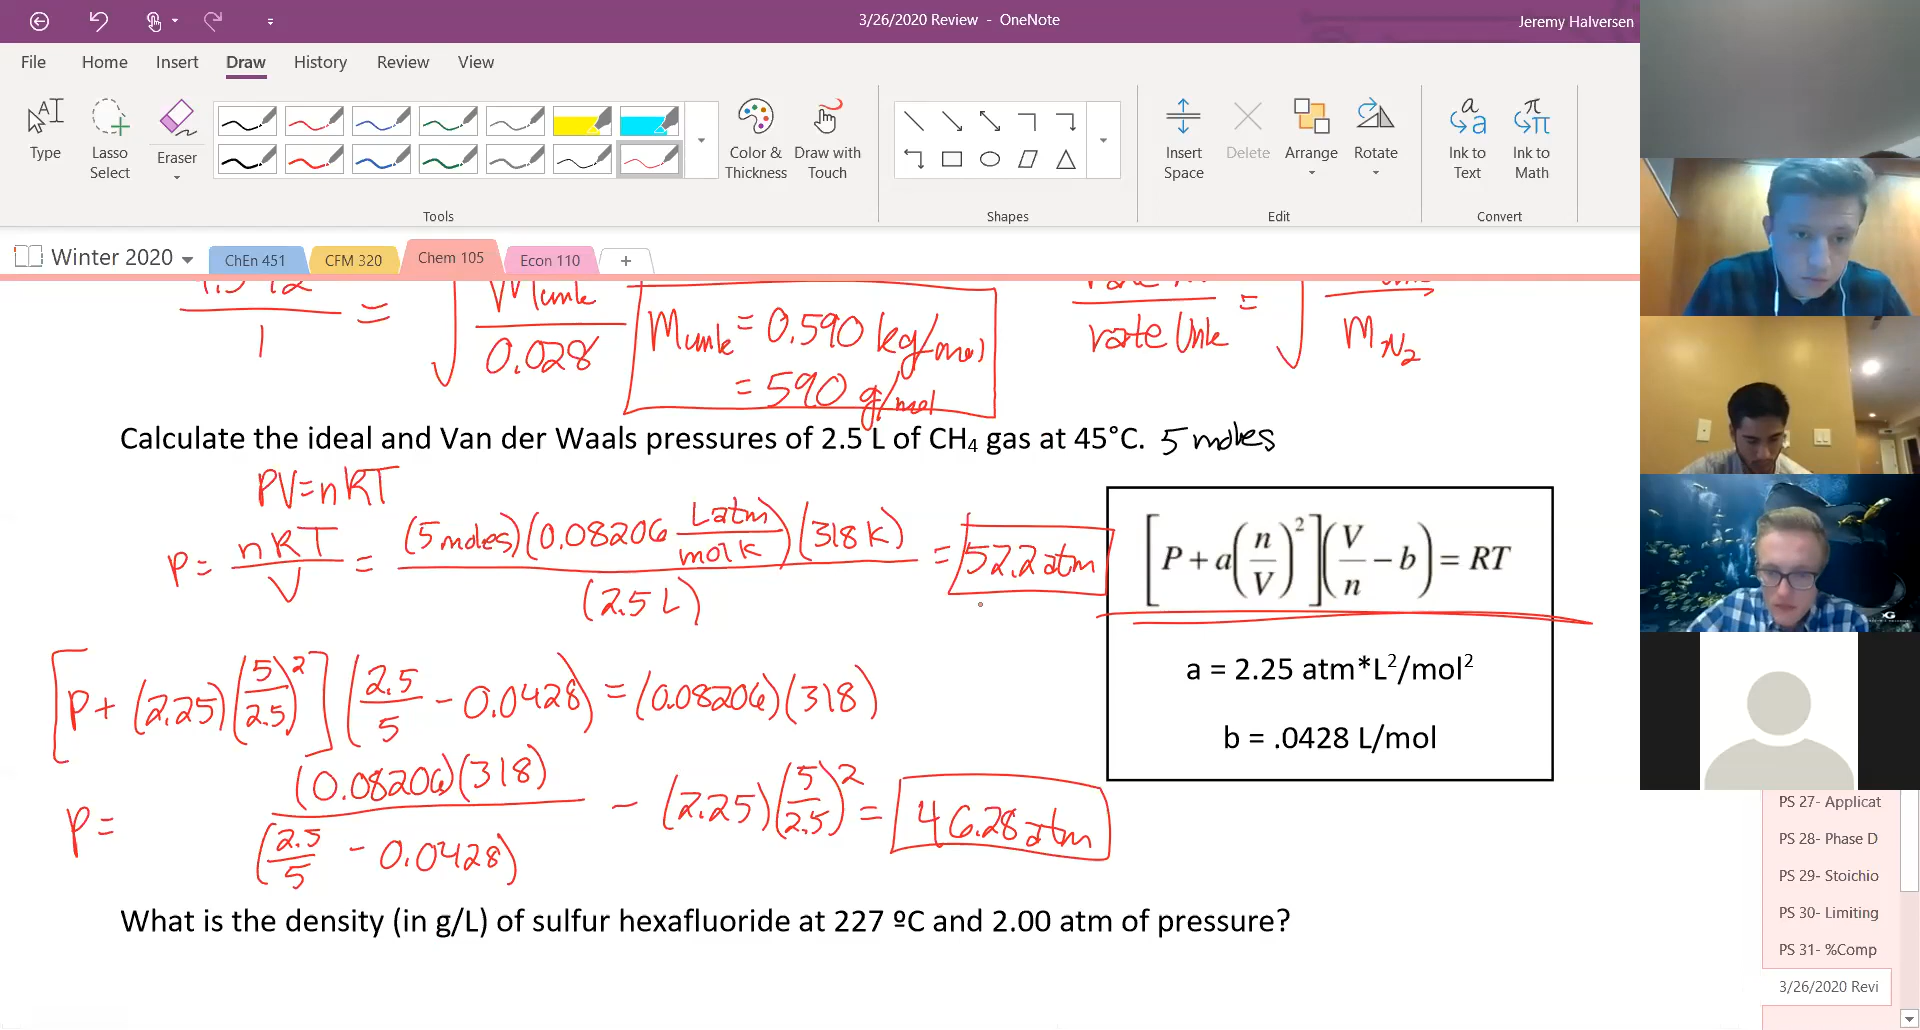 3/26/2020 Review - OneNote
Jeremy Halversen
File Home Insert Draw History Review View
Type
Lasso Select
Eraser
Color & Thickness
Draw with Touch
Insert Space
Delete
Arrange
Rotate
Ink to Text
Ink to Math
Tools
Shapes
Edit
Convert
Winter 2020
ChEn 451
CFM 320
Chem 105
Econ 110
+
1 = √ Munk / 0.028
Munk = 0.590 kg/mol
= 590 g/mol
rate Unk = √ MN₂
Calculate the ideal and Van der Waals pressures of 2.5 L of CH₄ gas at 45°C. 5 moles
PV=nRT
P = nRT / V = (5 moles)(0.08206 L atm / mol K)(318 K) / (2.5 L) = 52.2 atm
[P + a(n/V)²](V/n − b) = RT
a = 2.25 atm*L²/mol²
b = .0428 L/mol
[P + (2.25)(5/2.5)²](2.5/5 - 0.0428) = (0.08206)(318)
P = (0.08206)(318) / (2.5/5 - 0.0428) - (2.25)(5/2.5)² = 46.28 atm
What is the density (in g/L) of sulfur hexafluoride at 227 ºC and 2.00 atm of pressure?
PS 27- Applicat
PS 28- Phase D
PS 29- Stoichio
PS 30- Limiting
PS 31- %Comp
3/26/2020 Revi